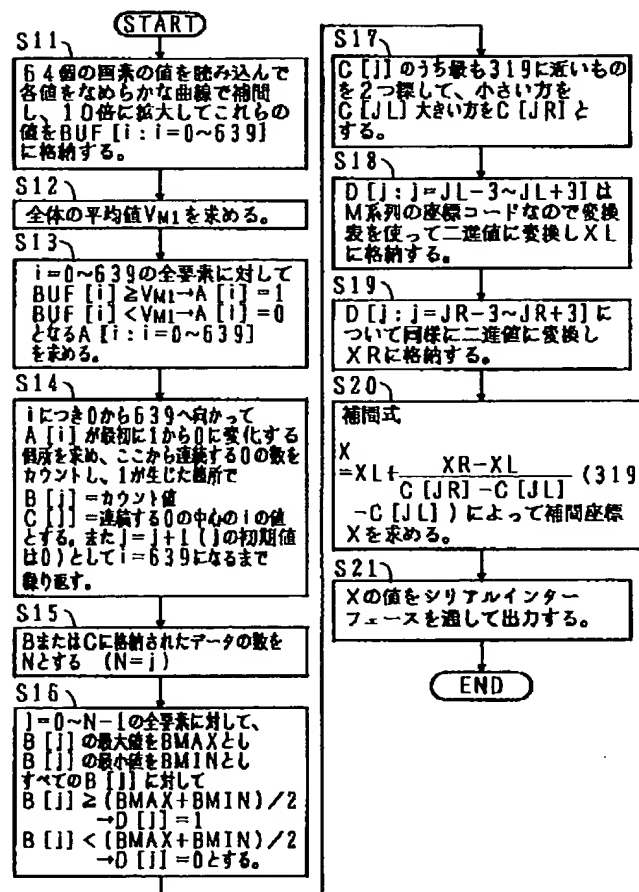 START
S11
64個の画素の値を読み込んで
各値をなめらかな曲線で補間
し、10倍に拡大してこれらの
値をBUF[i:i=0~639]
に格納する。
S12
全体の平均値VM1を求める。
S13
i=0~639の全要素に対して
BUF[i]≧VM1→A[i]=1
BUF[i]<VM1→A[i]=0
となるA[i:i=0~639]
を求める。
S14
iにつき0から639へ向かって
A[i]が最初に1から0に変化する
個所を求め、ここから連続する0の数を
カウントし、1が生じた箇所で
B[j]=カウント値
C[j]=連続する0の中心のiの値
とする。またj=j+1(jの初期値
は0)としてi=639になるまで
繰り返す。
S15
BまたはCに格納されたデータの数を
Nとする (N=j)
S16
j=0~N-1の全要素に対して、
B[j]の最大値をBMAXとし
B[j]の最小値をBMINとし
すべてのB[j]に対して
B[j]≧(BMAX+BMIN)/2
→D[j]=1
B[j]<(BMAX+BMIN)/2
→D[j]=0とする。
S17
C[j]のうち最も319に近いもの
を2つ探して、小さい方を
C[JL]大きい方をC[JR]と
する。
S18
D[j:j=JL-3~JL+3]は
M系列の座標コードなので変換
表を使って二進値に変換しXL
に格納する。
S19
D[j:j=JR-3~JR+3]に
ついて同様に二進値に変換し
XRに格納する。
S20
補間式
X
=XL+ XR-XL / C[JR]-C[JL] (319
-C[JL])によって補間座標
Xを求める。
S21
Xの値をシリアルインター
フェースを通して出力する。
END